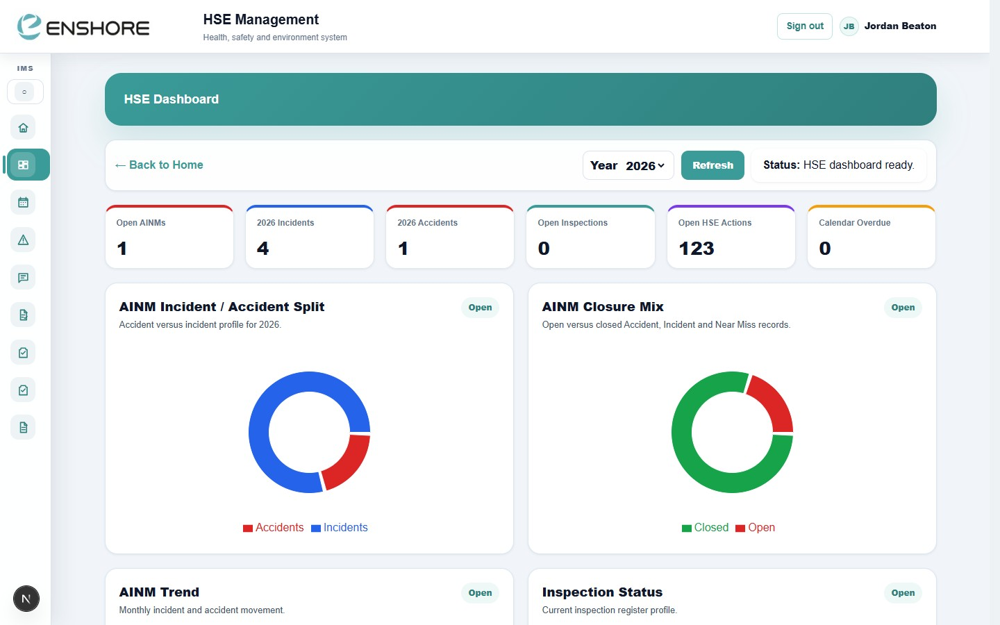 ENSHORE
HSE Management
Health, safety and environment system
Sign out
JB
Jordan Beaton
IMS
HSE Dashboard
← Back to Home
Year 2026
Refresh
Status: HSE dashboard ready.
Open AINMs
1
2026 Incidents
4
2026 Accidents
1
Open Inspections
0
Open HSE Actions
123
Calendar Overdue
0
AINM Incident / Accident Split
Open
Accident versus incident profile for 2026.
Accidents
Incidents
AINM Closure Mix
Open
Open versus closed Accident, Incident and Near Miss records.
Closed
Open
AINM Trend
Open
Monthly incident and accident movement.
Inspection Status
Open
Current inspection register profile.
N